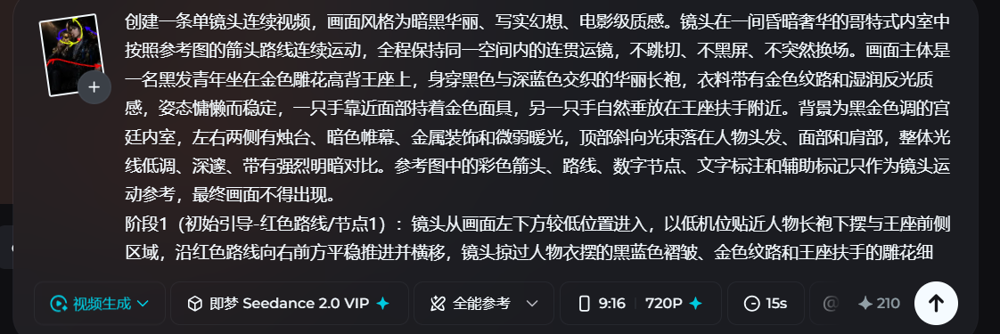 创建一条单镜头连续视频，画面风格为暗黑华丽、写实幻想、电影级质感。镜头在一间昏暗奢华的哥特式内室中
按照参考图的箭头路线连续运动，全程保持同一空间内的连贯运镜，不跳切、不黑屏、不突然换场。画面主体是
一名黑发青年坐在金色雕花高背王座上，身穿黑色与深蓝色交织的华丽长袍，衣料带有金色纹路和湿润反光质
感，姿态慵懒而稳定，一只手靠近面部持着金色面具，另一只手自然垂放在王座扶手附近。背景为黑金色调的宫
廷内室，左右两侧有烛台、暗色帷幕、金属装饰和微弱暖光，顶部斜向光束落在人物头发、面部和肩部，整体光
线低调、深邃、带有强烈明暗对比。参考图中的彩色箭头、路线、数字节点、文字标注和辅助标记只作为镜头运
动参考，最终画面不得出现。
阶段1（初始引导-红色路线/节点1）：镜头从画面左下方较低位置进入，以低机位贴近人物长袍下摆与王座前侧
区域，沿红色路线向右前方平稳推进并横移，镜头掠过人物衣摆的黑蓝色褶皱、金色纹路和王座扶手的雕花细
视频生成 即梦 Seedance 2.0 VIP 全能参考 9:16 720P 15s @ 210